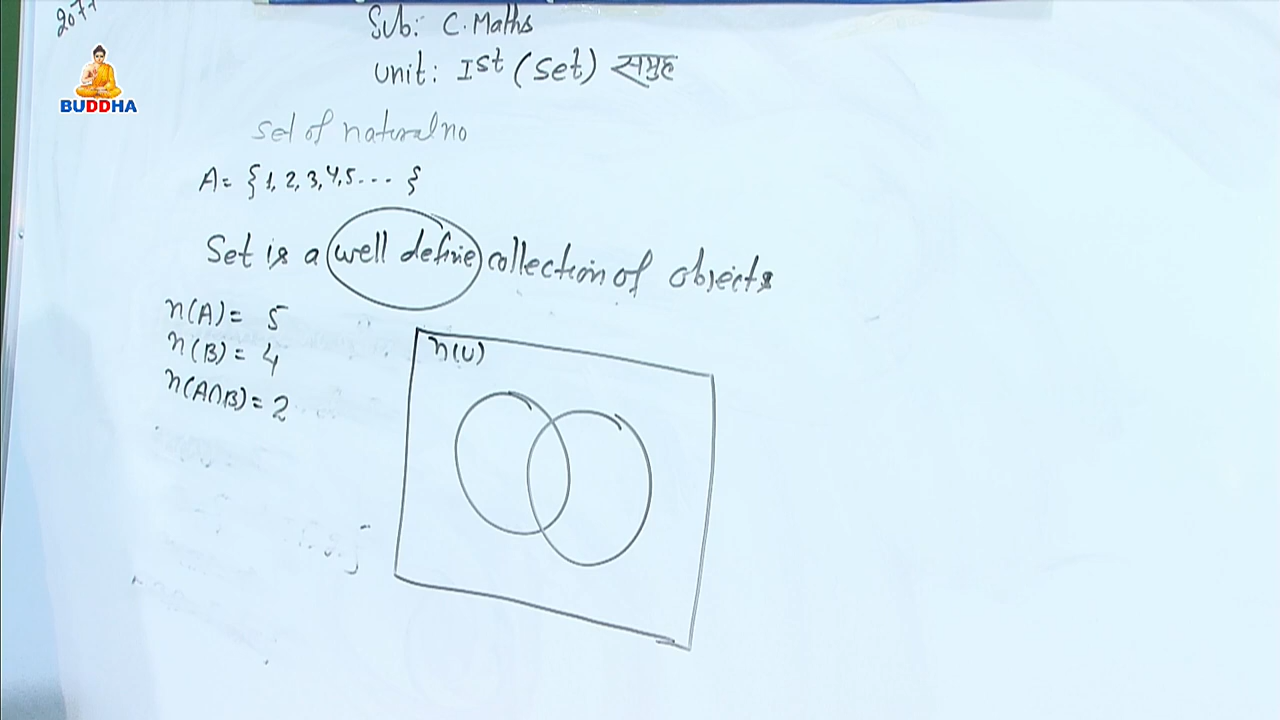 2077
Sub: C. Maths
Unit: Ist (set) समुह
BUDDHA
set of natural no
A= {1, 2, 3, 4, 5 ... }
Set is a well define collection of objects
n(A) = 5
n(B) = 4
n(A∩B) = 2
n(U)